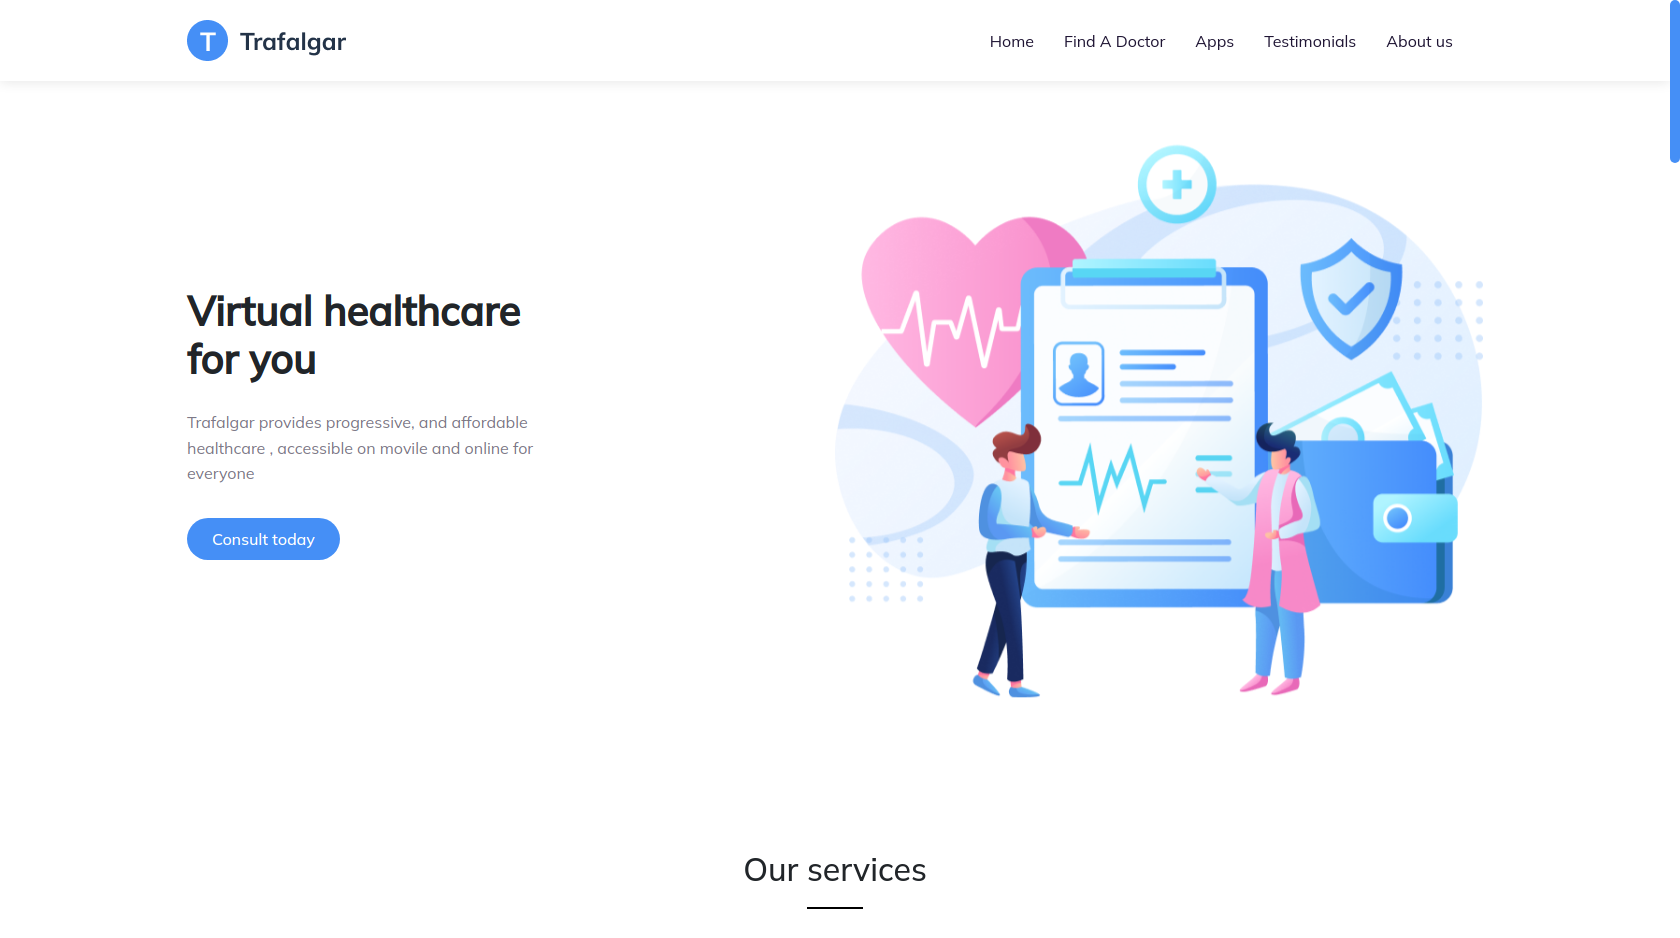 T Trafalgar
Home Find A Doctor Apps Testimonials About us
Virtual healthcare
for you
Trafalgar provides progressive, and affordable
healthcare , accessible on movile and online for
everyone
Consult today
Our services